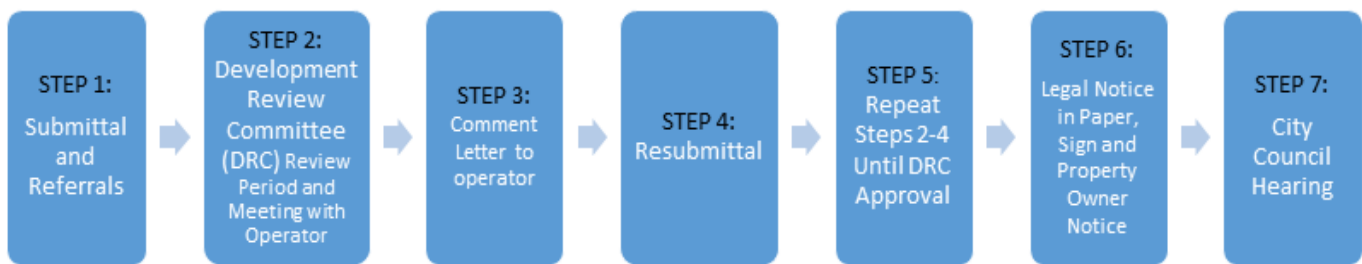 STEP 1:
Submittal
and
Referrals
STEP 2:
Development
Review
Committee
(DRC) Review
Period and
Meeting with
Operator
STEP 3:
Comment
Letter to
operator
STEP 4:
Resubmittal
STEP 5:
Repeat
Steps 2-4
Until DRC
Approval
STEP 6:
Legal Notice
in Paper,
Sign and
Property
Owner
Notice
STEP 7:
City
Council
Hearing